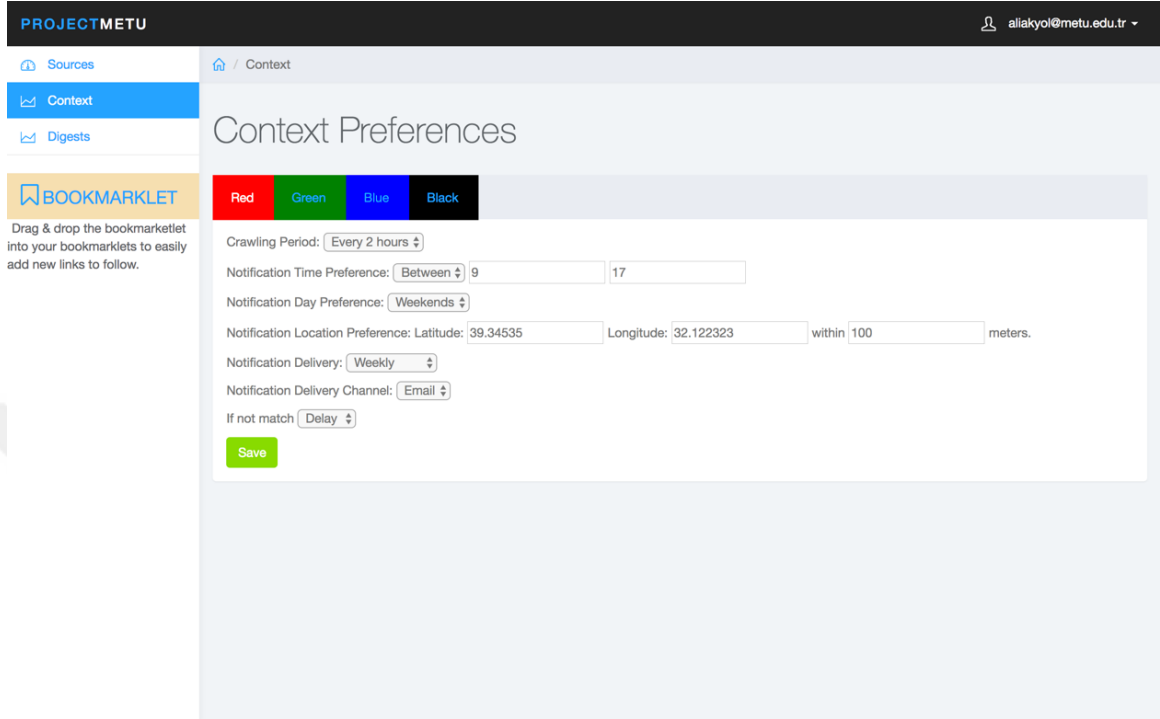 PROJECTMETU
aliakyol@metu.edu.tr
Sources
/ Context
Context
Digests
Context Preferences
BOOKMARKLET
Drag & drop the bookmarketlet
into your bookmarklets to easily
add new links to follow.
Red Green Blue Black
Crawling Period: Every 2 hours
Notification Time Preference: Between 9 17
Notification Day Preference: Weekends
Notification Location Preference: Latitude: 39.34535 Longitude: 32.122323 within 100 meters.
Notification Delivery: Weekly
Notification Delivery Channel: Email
If not match Delay
Save